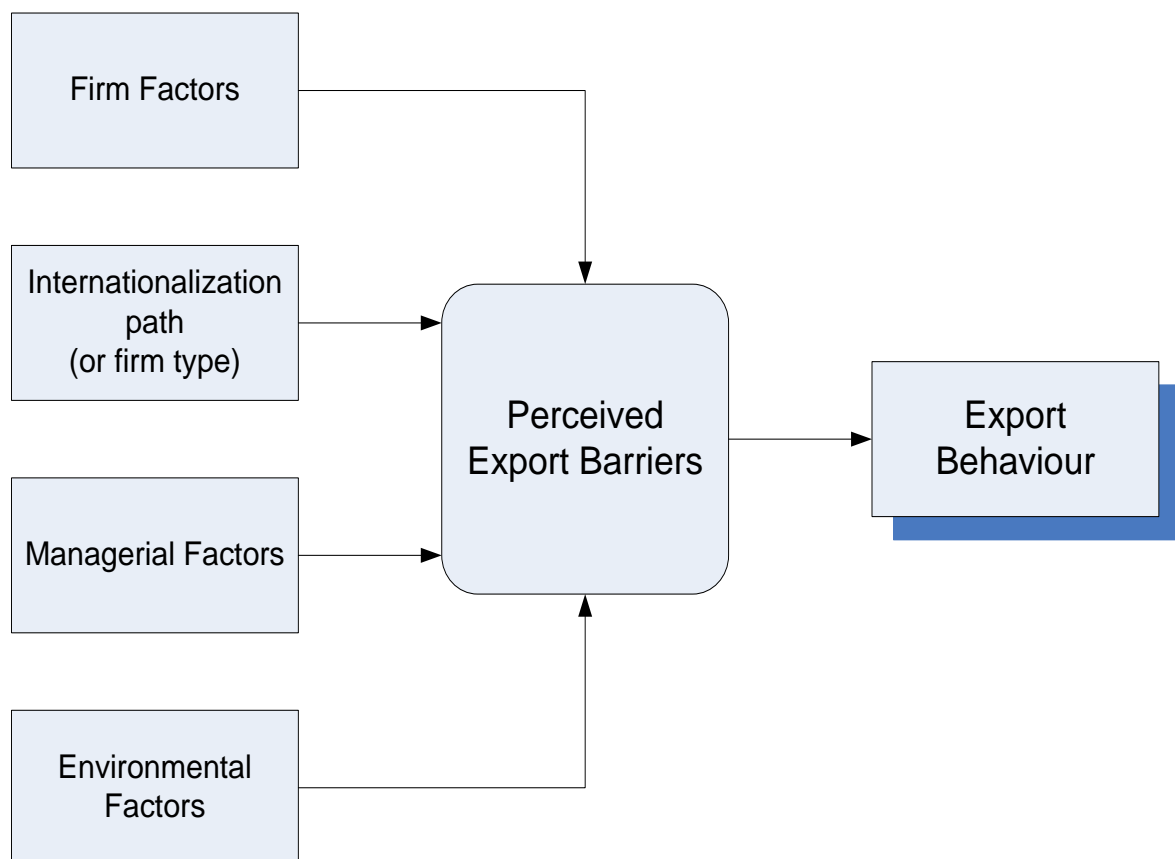 Firm Factors
Internationalization
path
(or firm type)
Managerial Factors
Environmental
Factors
Perceived
Export Barriers
Export
Behaviour